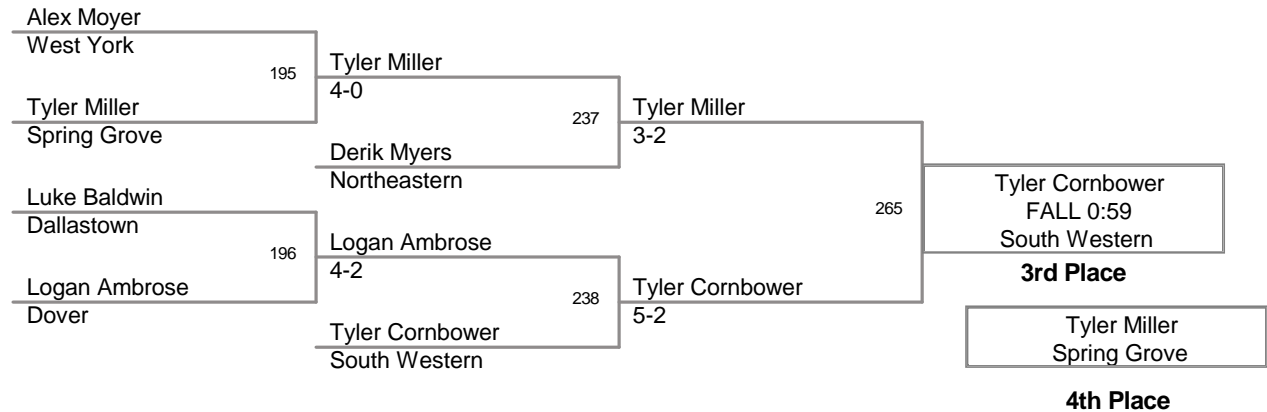 Alex Moyer
West York
195
Tyler Miller
4-0
Tyler Miller
Spring Grove
237
Tyler Miller
3-2
Derik Myers
Northeastern
Luke Baldwin
Dallastown
196
Logan Ambrose
4-2
Logan Ambrose
Dover
238
Tyler Cornbower
5-2
Tyler Cornbower
South Western
265
Tyler Cornbower
FALL 0:59
South Western
3rd Place
Tyler Miller
Spring Grove
4th Place